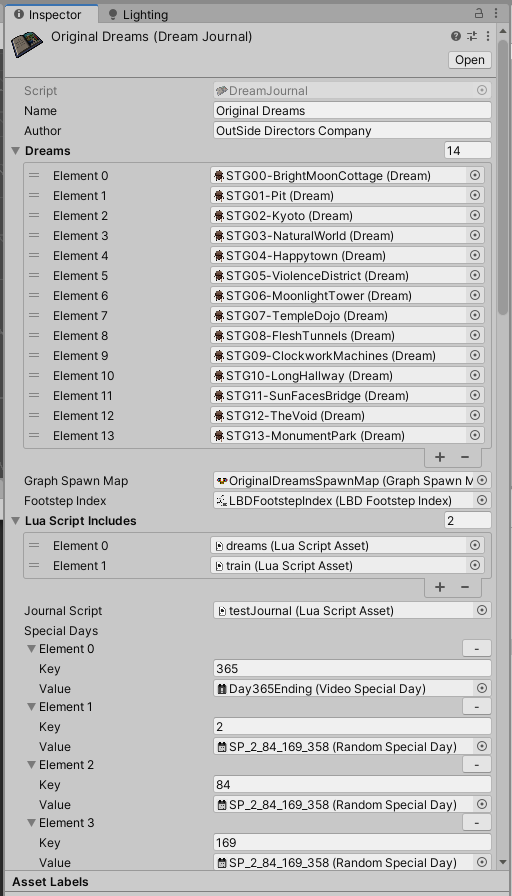 Inspector Lighting
Original Dreams (Dream Journal)
Open
Script DreamJournal
Name Original Dreams
Author OutSide Directors Company
Dreams 14
Element 0 STG00-BrightMoonCottage (Dream)
Element 1 STG01-Pit (Dream)
Element 2 STG02-Kyoto (Dream)
Element 3 STG03-NaturalWorld (Dream)
Element 4 STG04-Happytown (Dream)
Element 5 STG05-ViolenceDistrict (Dream)
Element 6 STG06-MoonlightTower (Dream)
Element 7 STG07-TempleDojo (Dream)
Element 8 STG08-FleshTunnels (Dream)
Element 9 STG09-ClockworkMachines (Dream)
Element 10 STG10-LongHallway (Dream)
Element 11 STG11-SunFacesBridge (Dream)
Element 12 STG12-TheVoid (Dream)
Element 13 STG13-MonumentPark (Dream)
+ -
Graph Spawn Map OriginalDreamsSpawnMap (Graph Spawn M
Footstep Index LBDFootstepIndex (LBD Footstep Index)
Lua Script Includes 2
Element 0 dreams (Lua Script Asset)
Element 1 train (Lua Script Asset)
+ -
Journal Script testJournal (Lua Script Asset)
Special Days
Element 0 -
Key 365
Value Day365Ending (Video Special Day)
Element 1 -
Key 2
Value SP_2_84_169_358 (Random Special Day)
Element 2 -
Key 84
Value SP_2_84_169_358 (Random Special Day)
Element 3 -
Key 169
Value SP_2_84_169_358 (Random Special Day)
Asset Labels